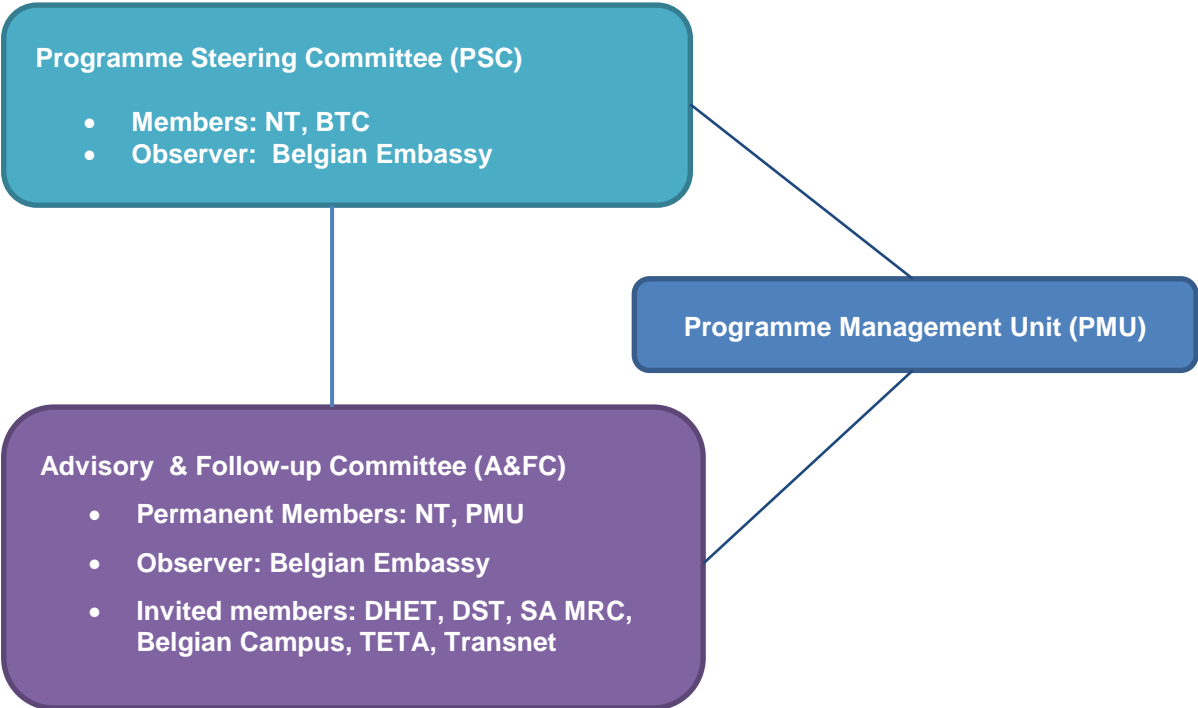 Programme Steering Committee (PSC)
• Members: NT, BTC
• Observer: Belgian Embassy
Programme Management Unit (PMU)
Advisory & Follow-up Committee (A&FC)
• Permanent Members: NT, PMU
• Observer: Belgian Embassy
• Invited members: DHET, DST, SA MRC,
Belgian Campus, TETA, Transnet